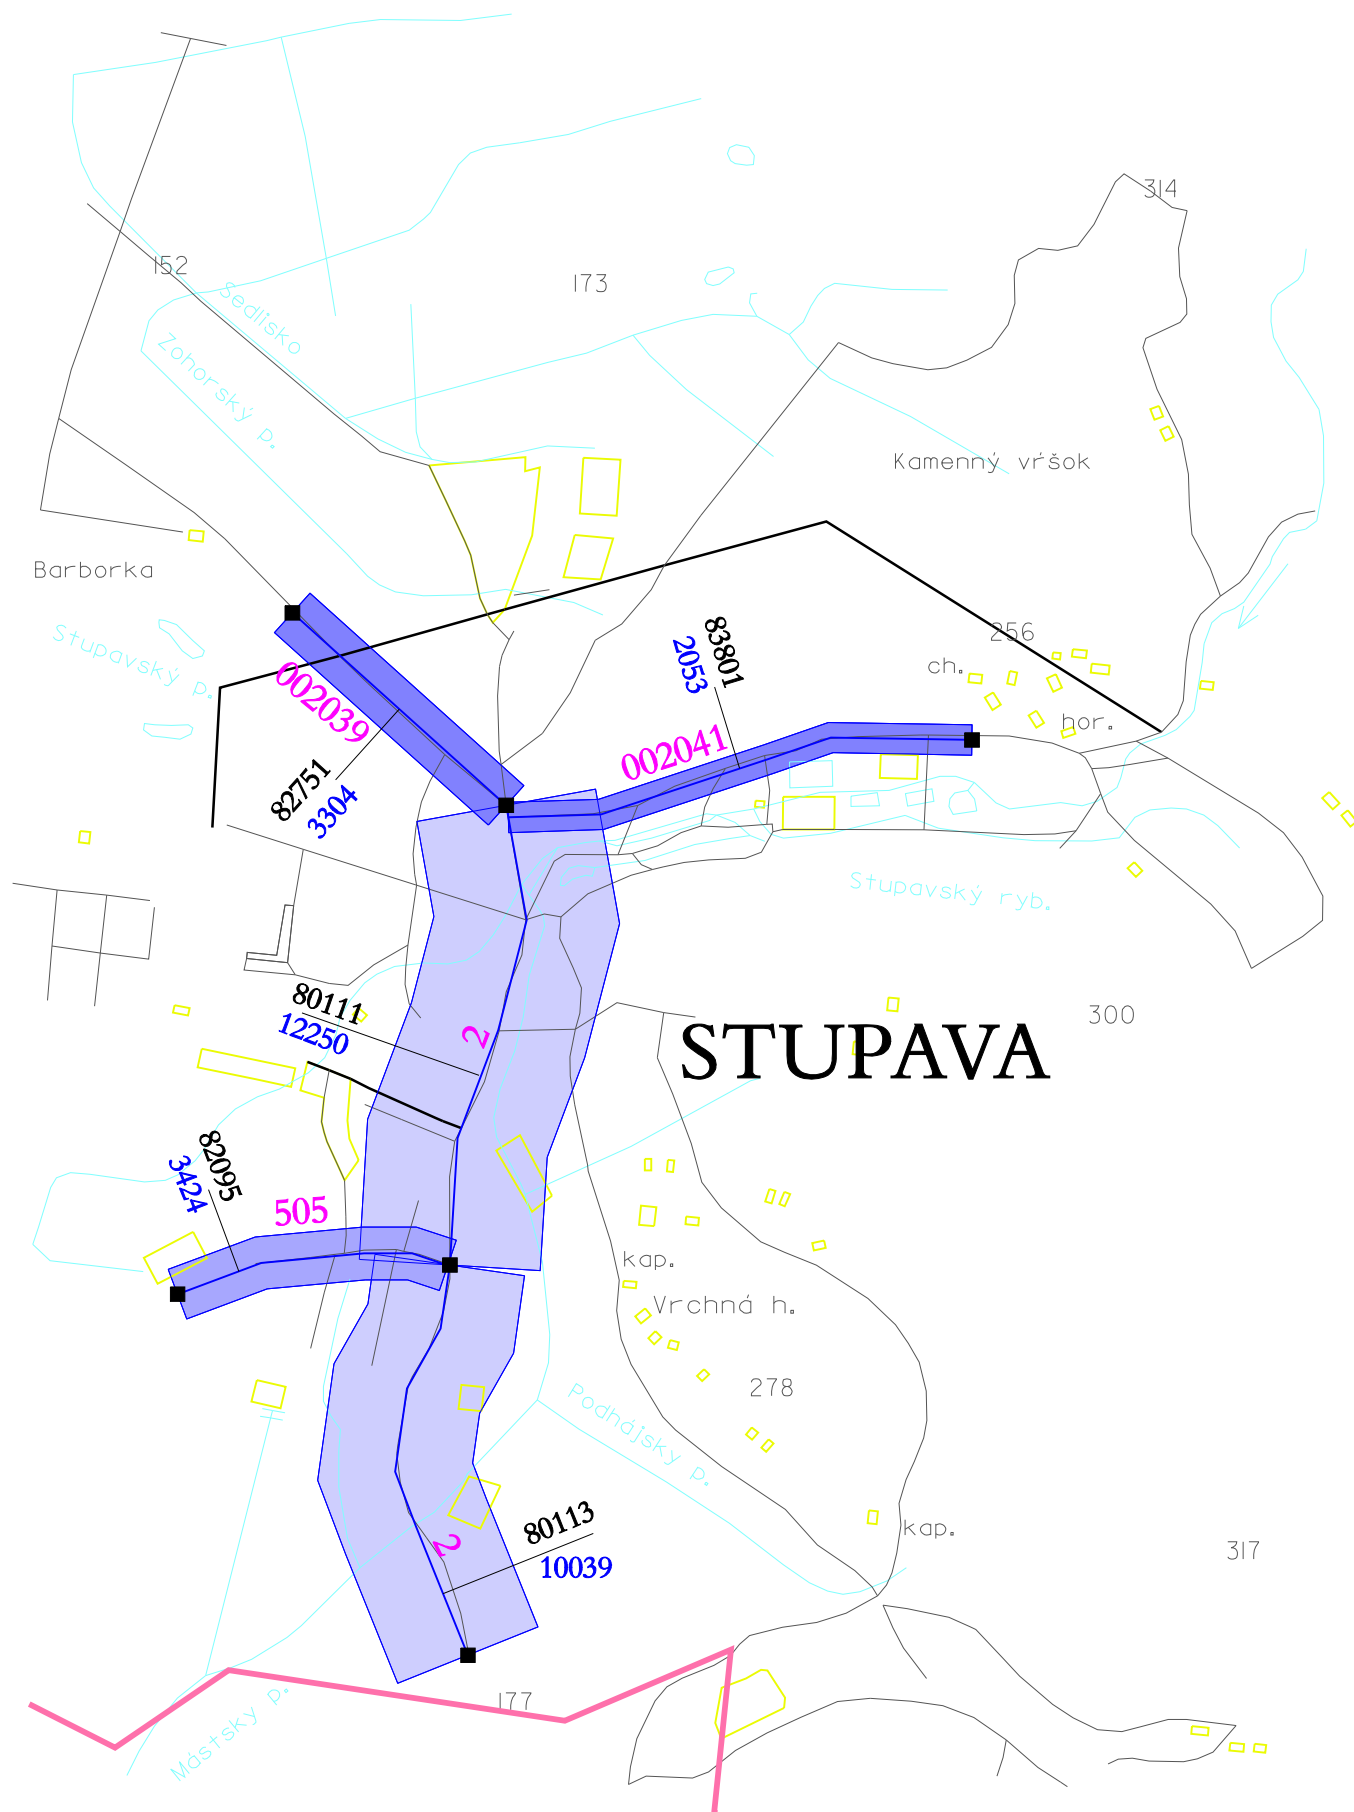 314
152
173
Sedlisko
Zohorský p.
Kamenný vŕšok
Barborka
Stupavský p.
256
83801
2053
ch.
002039
hor.
002041
82751
3304
Stupavský ryb.
80111
12250
2
STUPAVA
300
82095
3424
505
kap.
Vrchná h.
278
Podhájsky p.
80113
10039
2
kap.
317
177
Mástsky p.